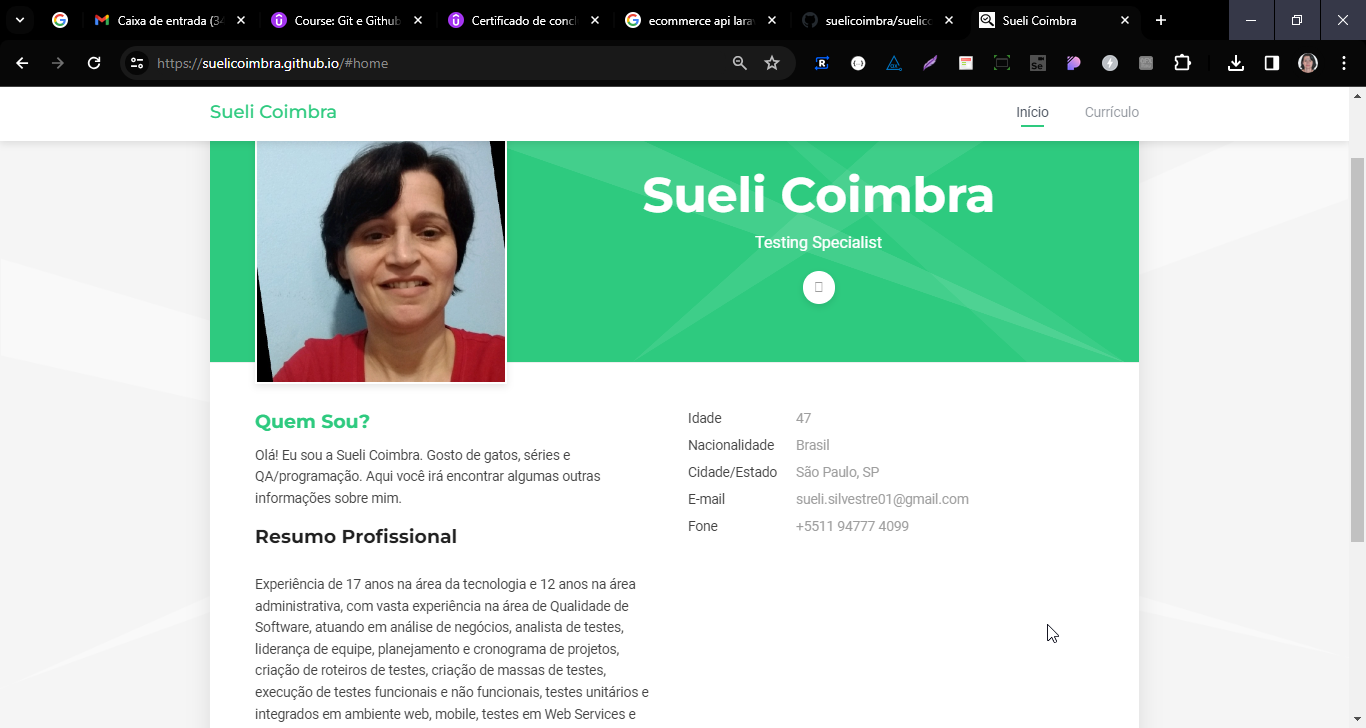 Caixa de entrada (34
Course: Git e Github
Certificado de concl
ecommerce api larav
suelicoimbra/suelicc
Sueli Coimbra
https://suelicoimbra.github.io/#home
Sueli Coimbra
Início
Currículo
Sueli Coimbra
Testing Specialist
Quem Sou?
Olá! Eu sou a Sueli Coimbra. Gosto de gatos, séries e
QA/programação. Aqui você irá encontrar algumas outras
informações sobre mim.
Resumo Profissional
Experiência de 17 anos na área da tecnologia e 12 anos na área
administrativa, com vasta experiência na área de Qualidade de
Software, atuando em análise de negócios, analista de testes,
liderança de equipe, planejamento e cronograma de projetos,
criação de roteiros de testes, criação de massas de testes,
execução de testes funcionais e não funcionais, testes unitários e
integrados em ambiente web, mobile, testes em Web Services e
Idade 47
Nacionalidade Brasil
Cidade/Estado São Paulo, SP
E-mail sueli.silvestre01@gmail.com
Fone +5511 94777 4099